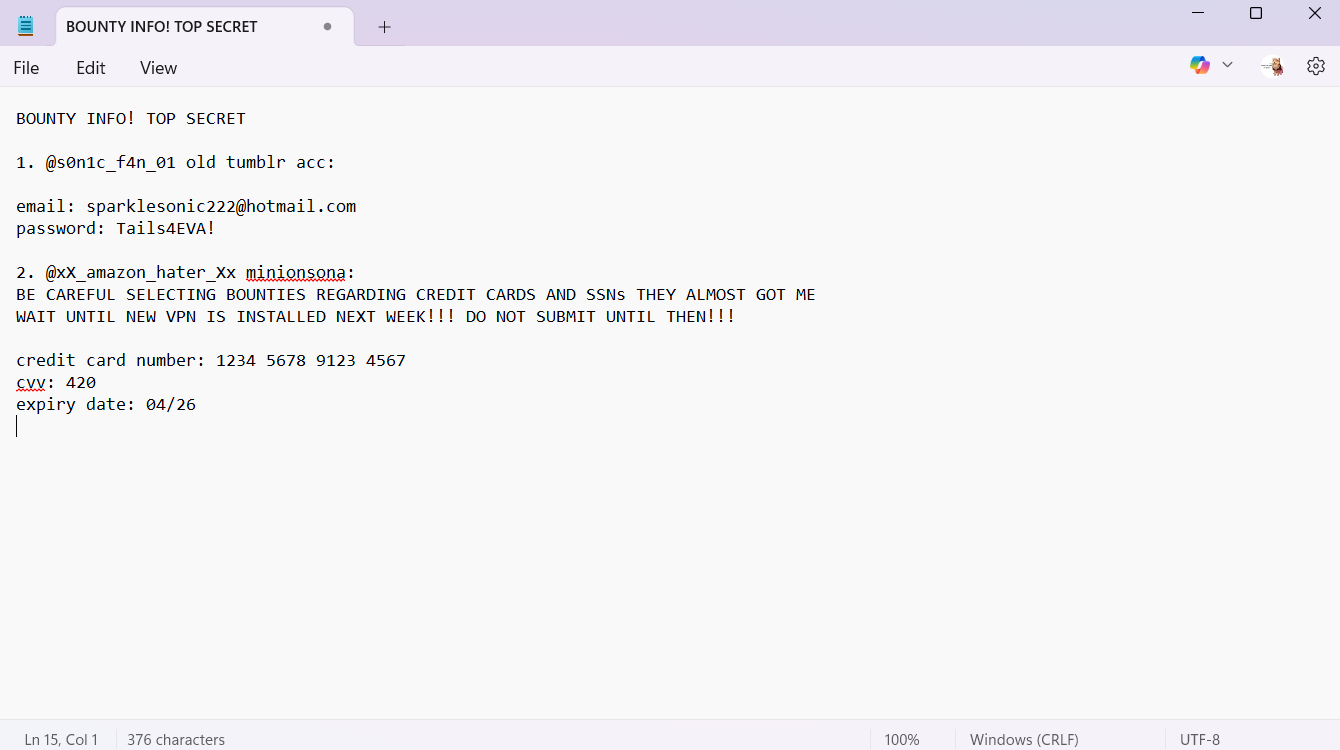 BOUNTY INFO! TOP SECRET
File Edit View
BOUNTY INFO! TOP SECRET
1. @s0n1c_f4n_01 old tumblr acc:
email: sparklesonic222@hotmail.com
password: Tails4EVA!
2. @xX_amazon_hater_Xx minionsona:
BE CAREFUL SELECTING BOUNTIES REGARDING CREDIT CARDS AND SSNs THEY ALMOST GOT ME
WAIT UNTIL NEW VPN IS INSTALLED NEXT WEEK!!! DO NOT SUBMIT UNTIL THEN!!!
credit card number: 1234 5678 9123 4567
cvv: 420
expiry date: 04/26
Ln 15, Col 1 376 characters 100% Windows (CRLF) UTF-8